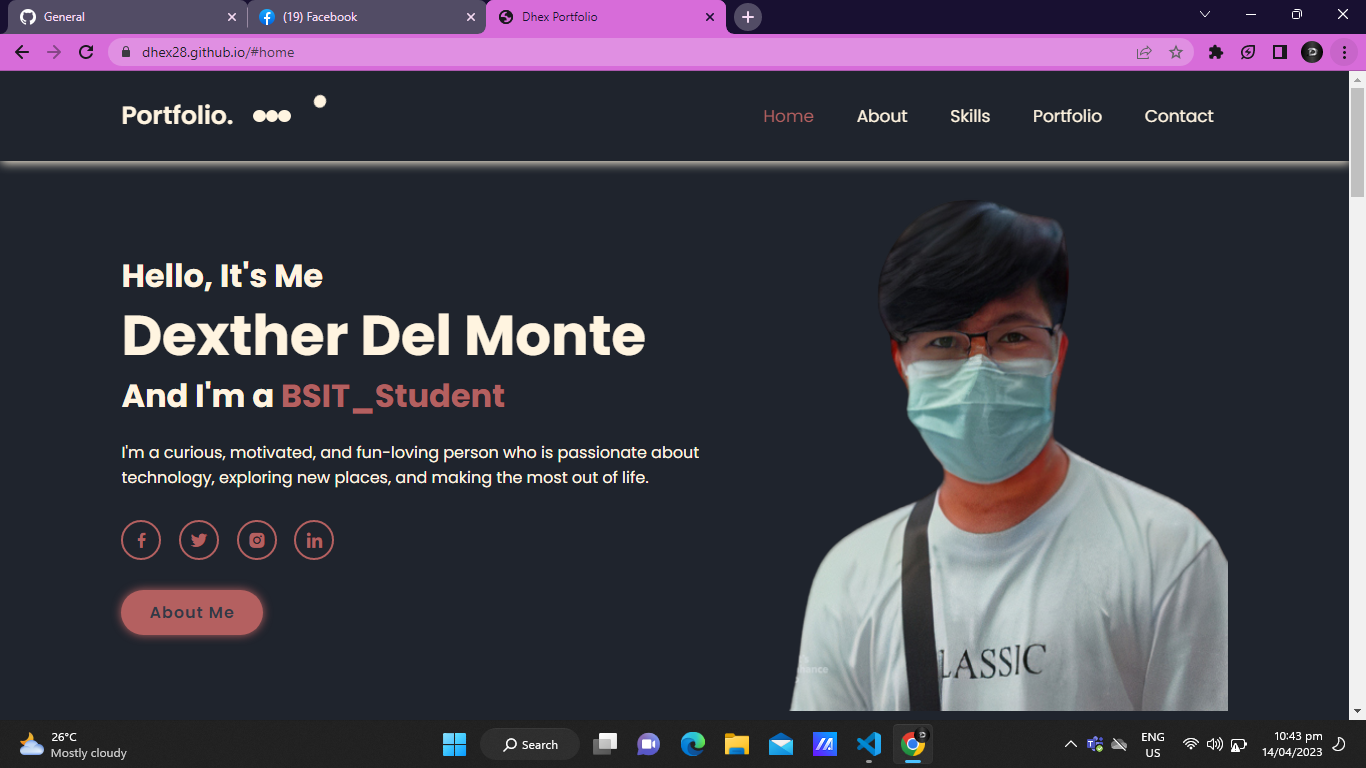 General
(19) Facebook
Dhex Portfolio
dhex28.github.io/#home
Portfolio.
Home
About
Skills
Portfolio
Contact
Hello, It's Me
Dexther Del Monte
And I'm a BSIT_Student
I'm a curious, motivated, and fun-loving person who is passionate about
technology, exploring new places, and making the most out of life.
About Me
LASSIC
26°C
Mostly cloudy
Search
ENG
US
10:43 pm
14/04/2023